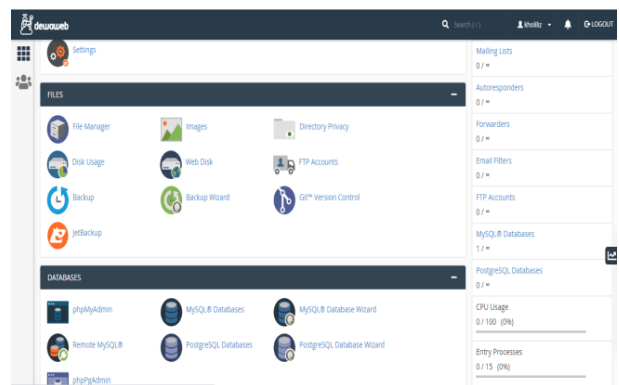 dewaweb
Search ( / )
kholilz
LOGOUT
Settings
FILES
File Manager
Images
Directory Privacy
Disk Usage
Web Disk
FTP Accounts
Backup
Backup Wizard
Git™ Version Control
JetBackup
DATABASES
phpMyAdmin
MySQL® Databases
MySQL® Database Wizard
Remote MySQL®
PostgreSQL Databases
PostgreSQL Database Wizard
phpPgAdmin
Mailing Lists
0 / ∞
Autoresponders
0 / ∞
Forwarders
0 / ∞
Email Filters
0 / ∞
FTP Accounts
0 / ∞
MySQL® Databases
1 / ∞
PostgreSQL Databases
0 / ∞
CPU Usage
0 / 100 (0%)
Entry Processes
0 / 15 (0%)